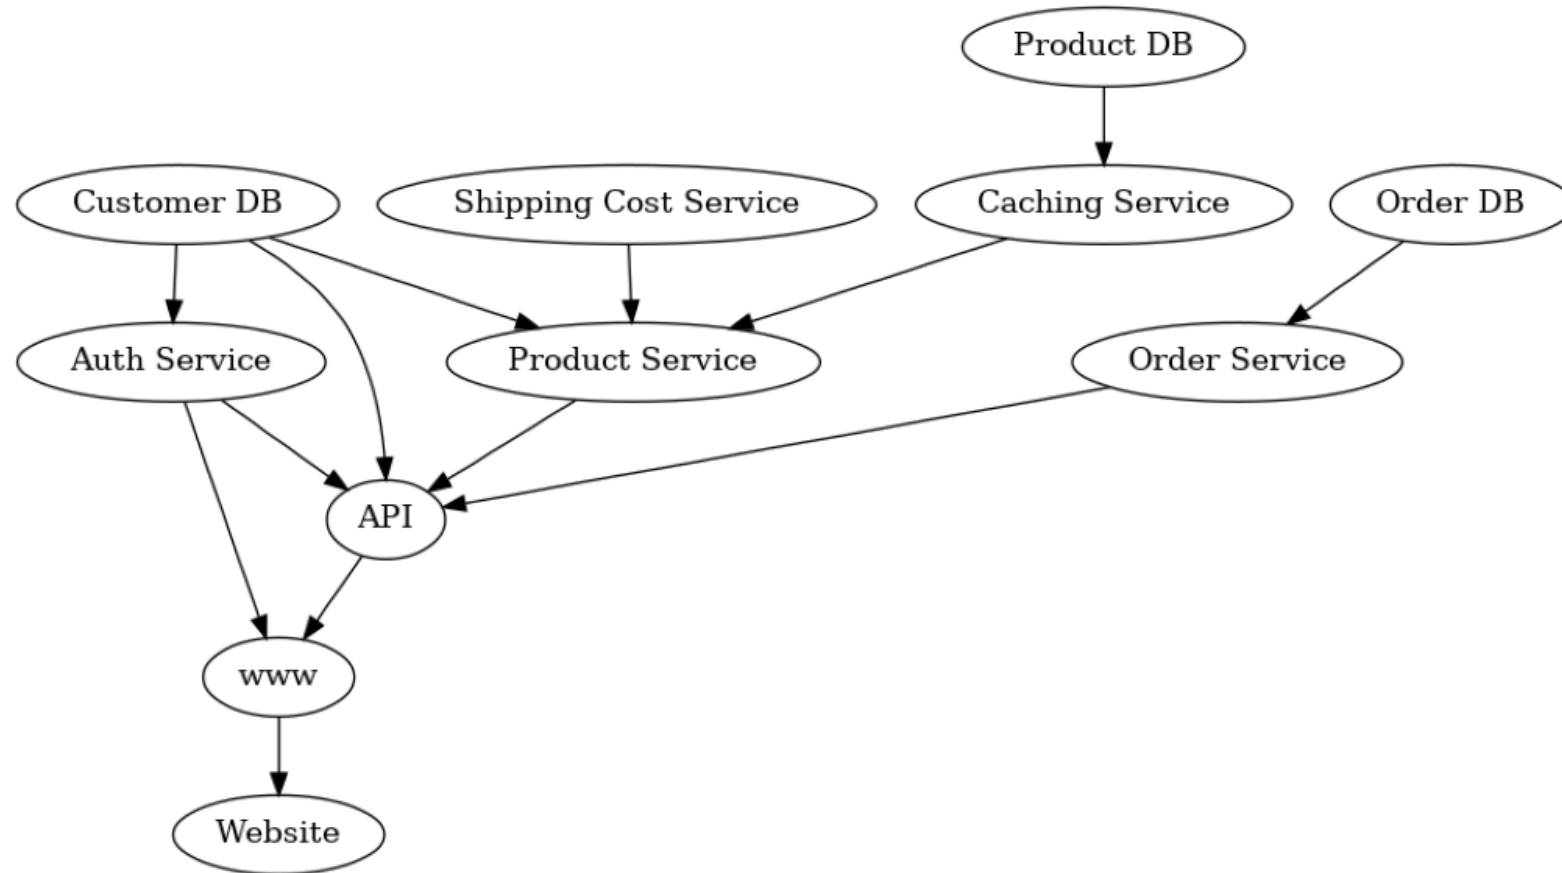 Product DB
Customer DB
Shipping Cost Service
Caching Service
Order DB
Auth Service
Product Service
Order Service
API
www
Website